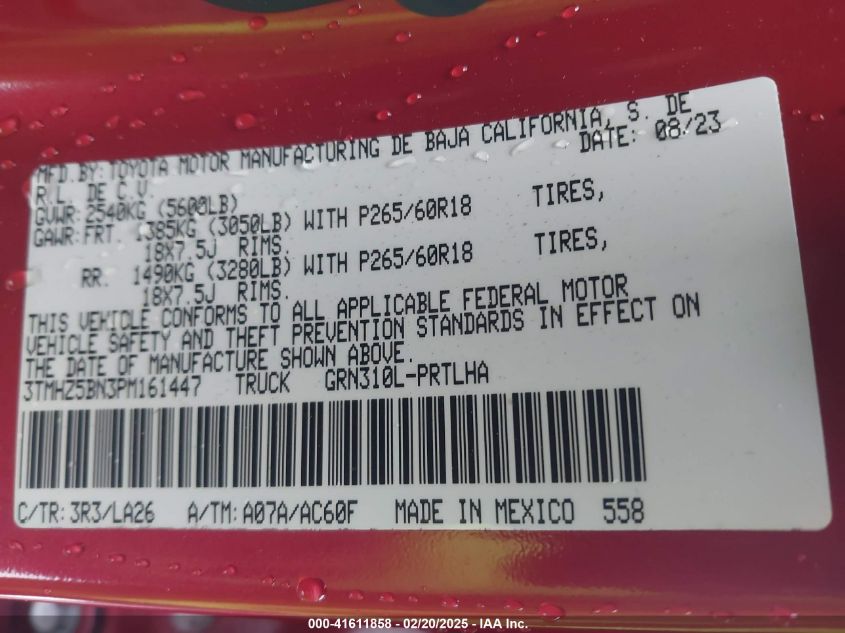 MFD.BY:TOYOTA MOTOR MANUFACTURING DE BAJA CALIFORNIA, S. DE
R.L. DE C.V. DATE: 08/23
GVWR:2540KG (5600LB)
GAWR:FRT. 1385KG (3050LB) WITH P265/60R18 TIRES,
18X7.5J RIMS.
RR. 1490KG (3280LB) WITH P265/60R18 TIRES,
18X7.5J RIMS.
THIS VEHICLE CONFORMS TO ALL APPLICABLE FEDERAL MOTOR
VEHICLE SAFETY AND THEFT PREVENTION STANDARDS IN EFFECT ON
THE DATE OF MANUFACTURE SHOWN ABOVE.
3TMHZ5BN3PM161447 TRUCK GRN310L-PRTLHA
C/TR:3R3/LA26 A/TM:A07A/AC60F MADE IN MEXICO 558
000-41611858 - 02/20/2025 - IAA Inc.